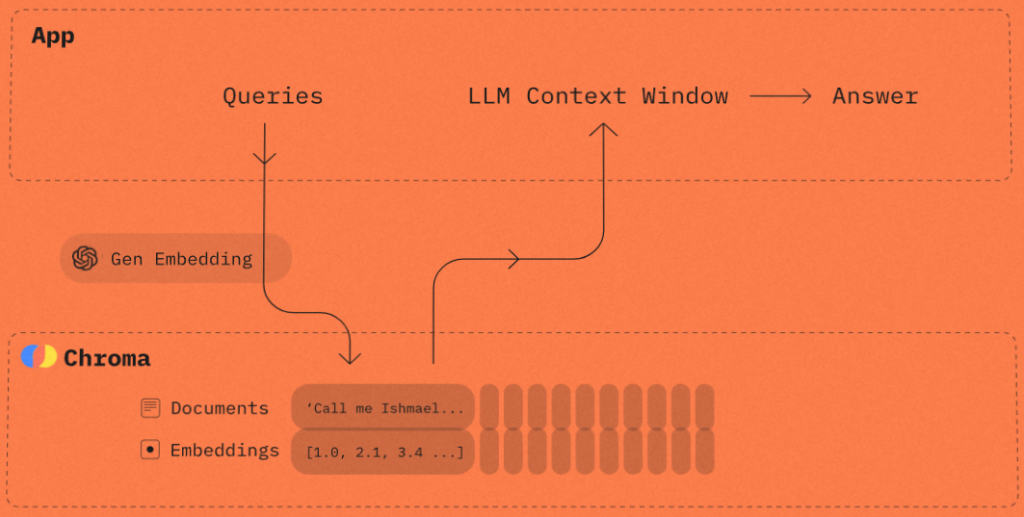 App
Queries
LLM Context Window
Answer
Gen Embedding
Chroma
Documents
‘Call me Ishmael...
Embeddings
[1.0, 2.1, 3.4 ...]